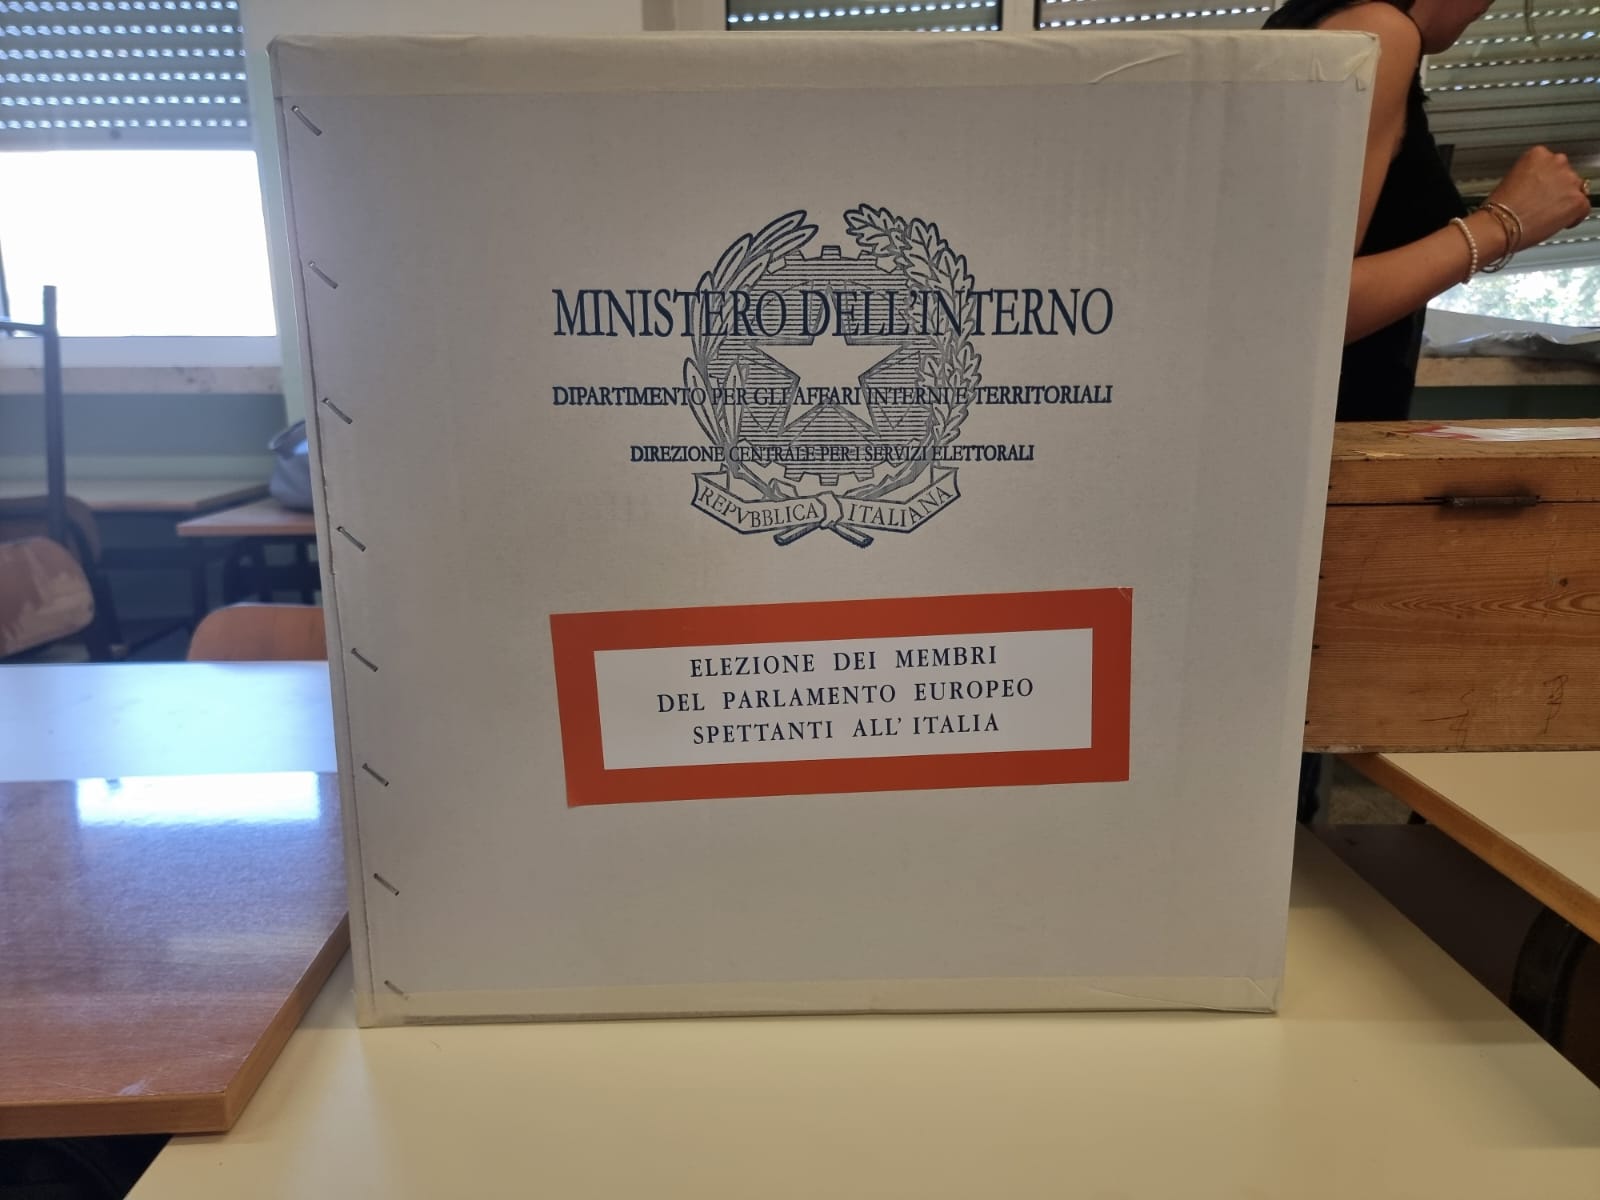 MINISTERO DELL'INTERNO
DIPARTIMENTO PER GLI AFFARI INTERNI E TERRITORIALI
DIREZIONE CENTRALE PER I SERVIZI ELETTORALI
REPVBBLICA ITALIANA
ELEZIONE DEI MEMBRI
DEL PARLAMENTO EUROPEO
SPETTANTI ALL' ITALIA